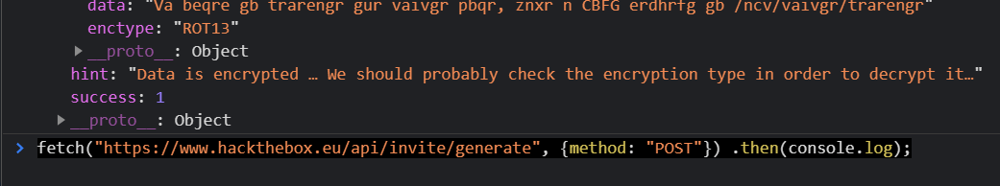 data: "Va beqre gb trarengr gur vaivgr pbqr, znxr n CBFG erdhrfg gb /ncv/vaivgr/trarengr"
enctype: "ROT13"
▶ __proto__: Object
hint: "Data is encrypted … We should probably check the encryption type in order to decrypt it…"
success: 1
▶ __proto__: Object
> fetch("https://www.hackthebox.eu/api/invite/generate", {method: "POST"}) .then(console.log);